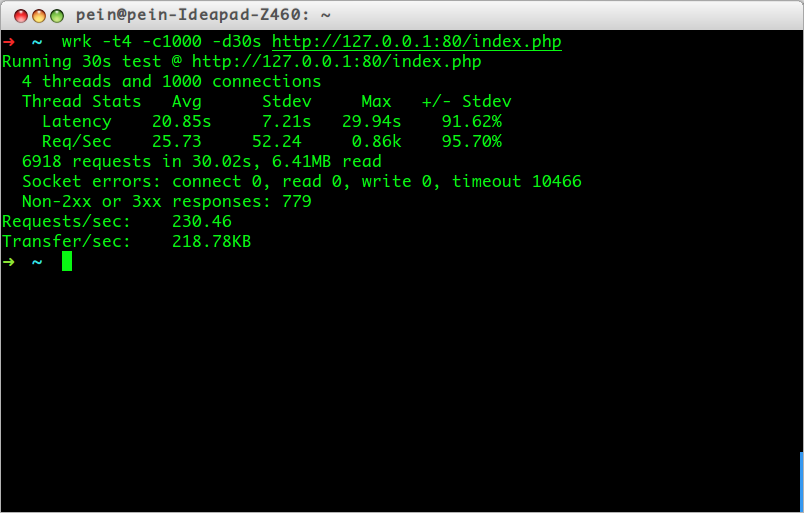 pein@pein-Ideapad-Z460: ~
➜  ~  wrk -t4 -c1000 -d30s http://127.0.0.1:80/index.php
Running 30s test @ http://127.0.0.1:80/index.php
  4 threads and 1000 connections
  Thread Stats   Avg      Stdev     Max   +/- Stdev
    Latency    20.85s     7.21s   29.94s    91.62%
    Req/Sec    25.73     52.24     0.86k    95.70%
  6918 requests in 30.02s, 6.41MB read
  Socket errors: connect 0, read 0, write 0, timeout 10466
  Non-2xx or 3xx responses: 779
Requests/sec:    230.46
Transfer/sec:    218.78KB
➜  ~